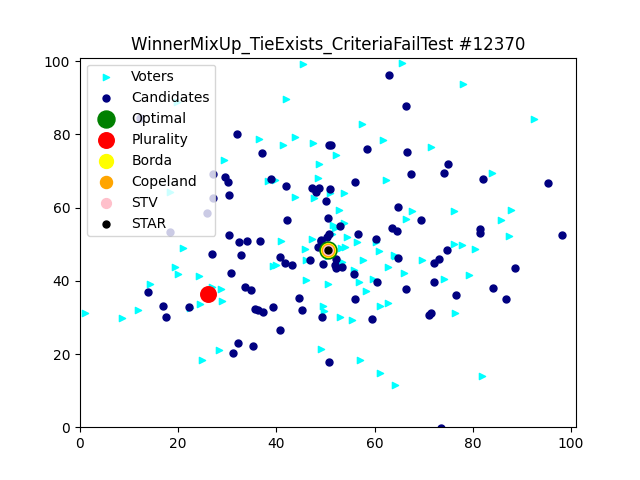 WinnerMixUp_TieExists_CriteriaFailTest #12370
100
80
60
40
20
0
Voters
Candidates
Optimal
Plurality
Borda
Copeland
STV
STAR
0 20 40 60 80 100